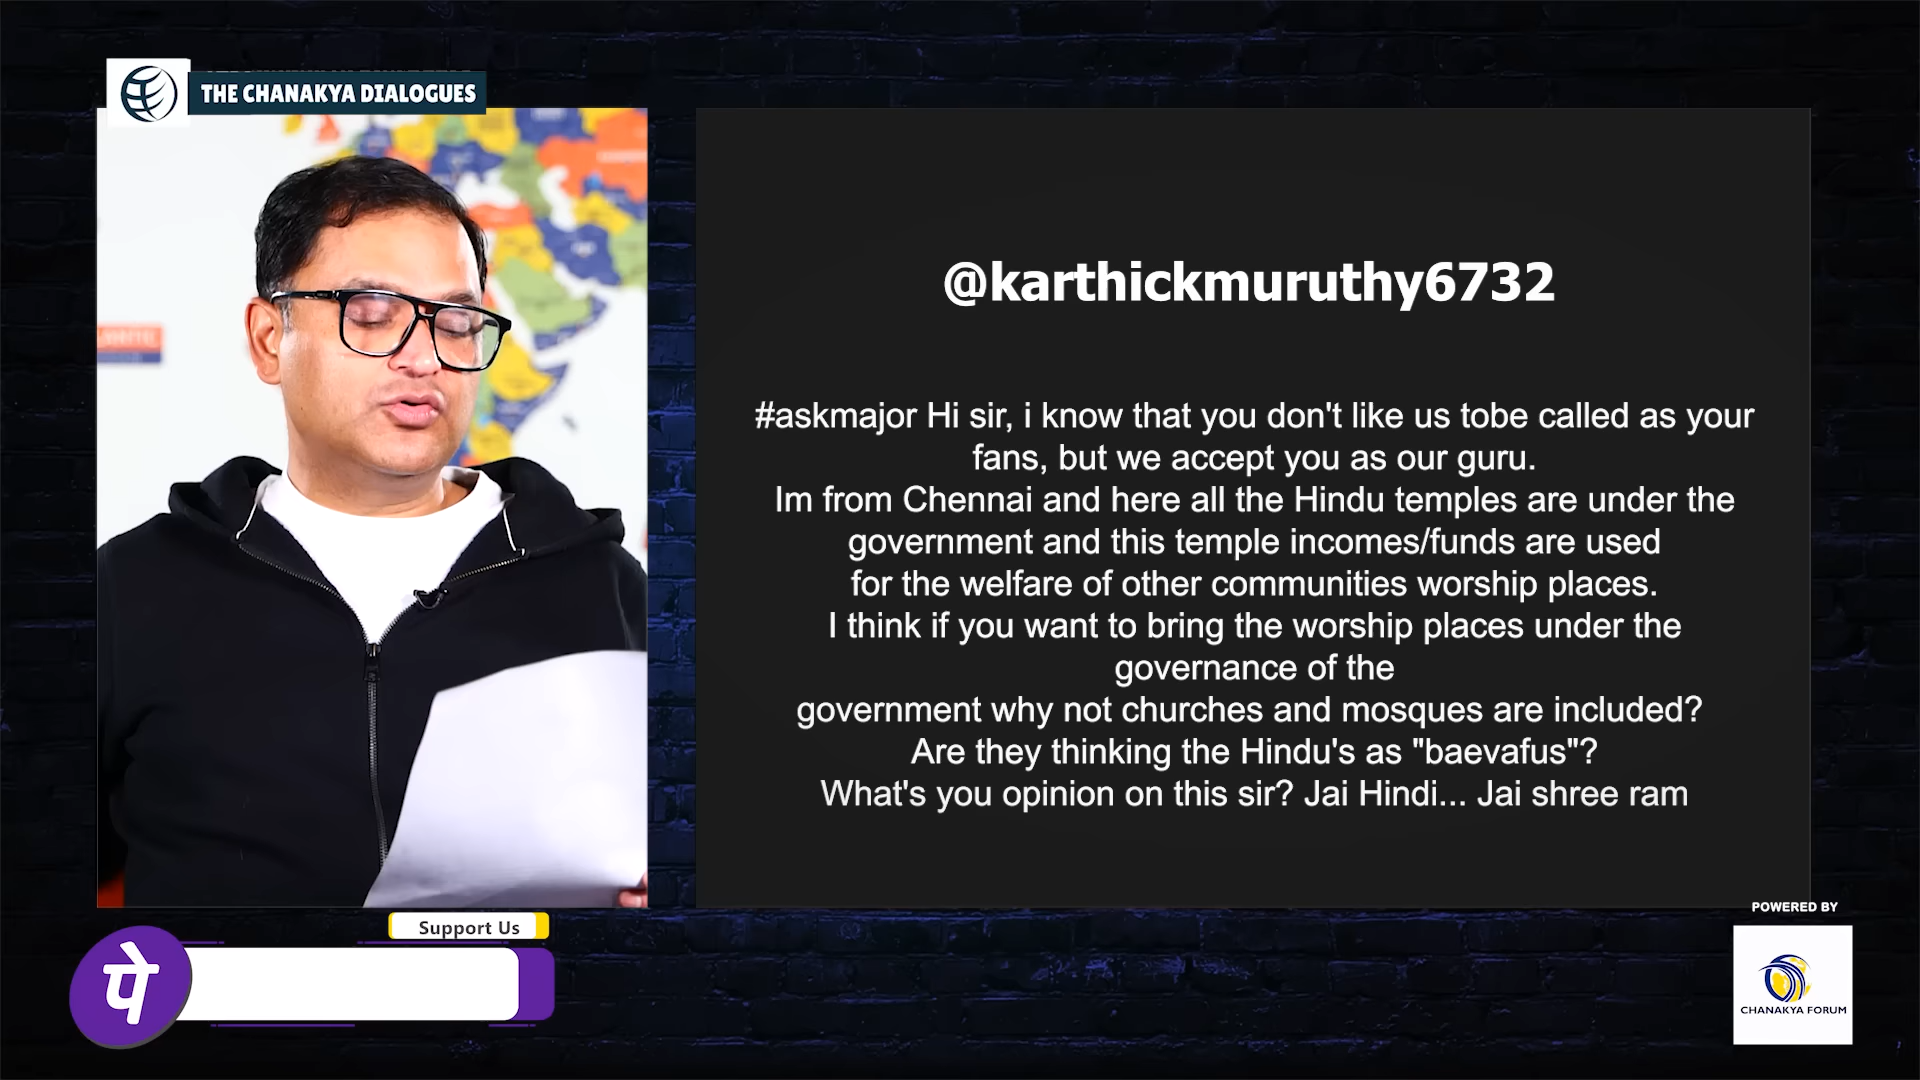 THE CHANAKYA DIALOGUES
@karthickmuruthy6732
#askmajor Hi sir, i know that you don't like us tobe called as your
fans, but we accept you as our guru.
Im from Chennai and here all the Hindu temples are under the
government and this temple incomes/funds are used
for the welfare of other communities worship places.
I think if you want to bring the worship places under the
governance of the
government why not churches and mosques are included?
Are they thinking the Hindu's as "baevafus"?
What's you opinion on this sir? Jai Hindi... Jai shree ram
Support Us
पे
POWERED BY
CHANAKYA FORUM